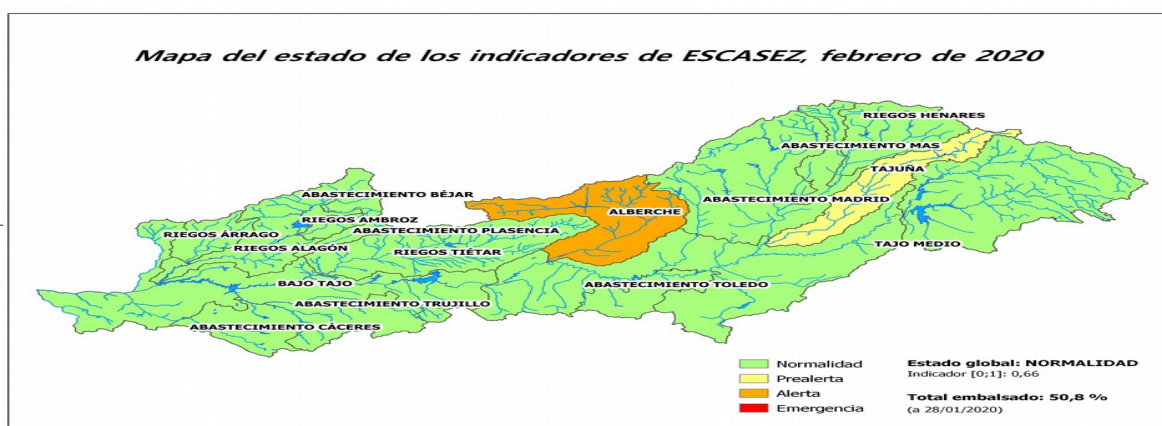 Mapa del estado de los indicadores de ESCASEZ, febrero de 2020
RIEGOS HENARES
ABASTECIMIENTO MAS
TAJUÑA
ABASTECIMIENTO BÉJAR
ABASTECIMIENTO MADRID
ALBERCHE
RIEGOS AMBROZ
ABASTECIMIENTO PLASENCIA
RIEGOS ÁRRAGO
RIEGOS ALAGÓN
TAJO MEDIO
RIEGOS TIÉTAR
BAJO TAJO
ABASTECIMIENTO TOLEDO
ABASTECIMIENTO TRUJILLO
ABASTECIMIENTO CÁCERES
Normalidad
Prealerta
Alerta
Emergencia
Estado global: NORMALIDAD
Indicador [0;1]: 0,66
Total embalsado: 50,8 %
(a 28/01/2020)